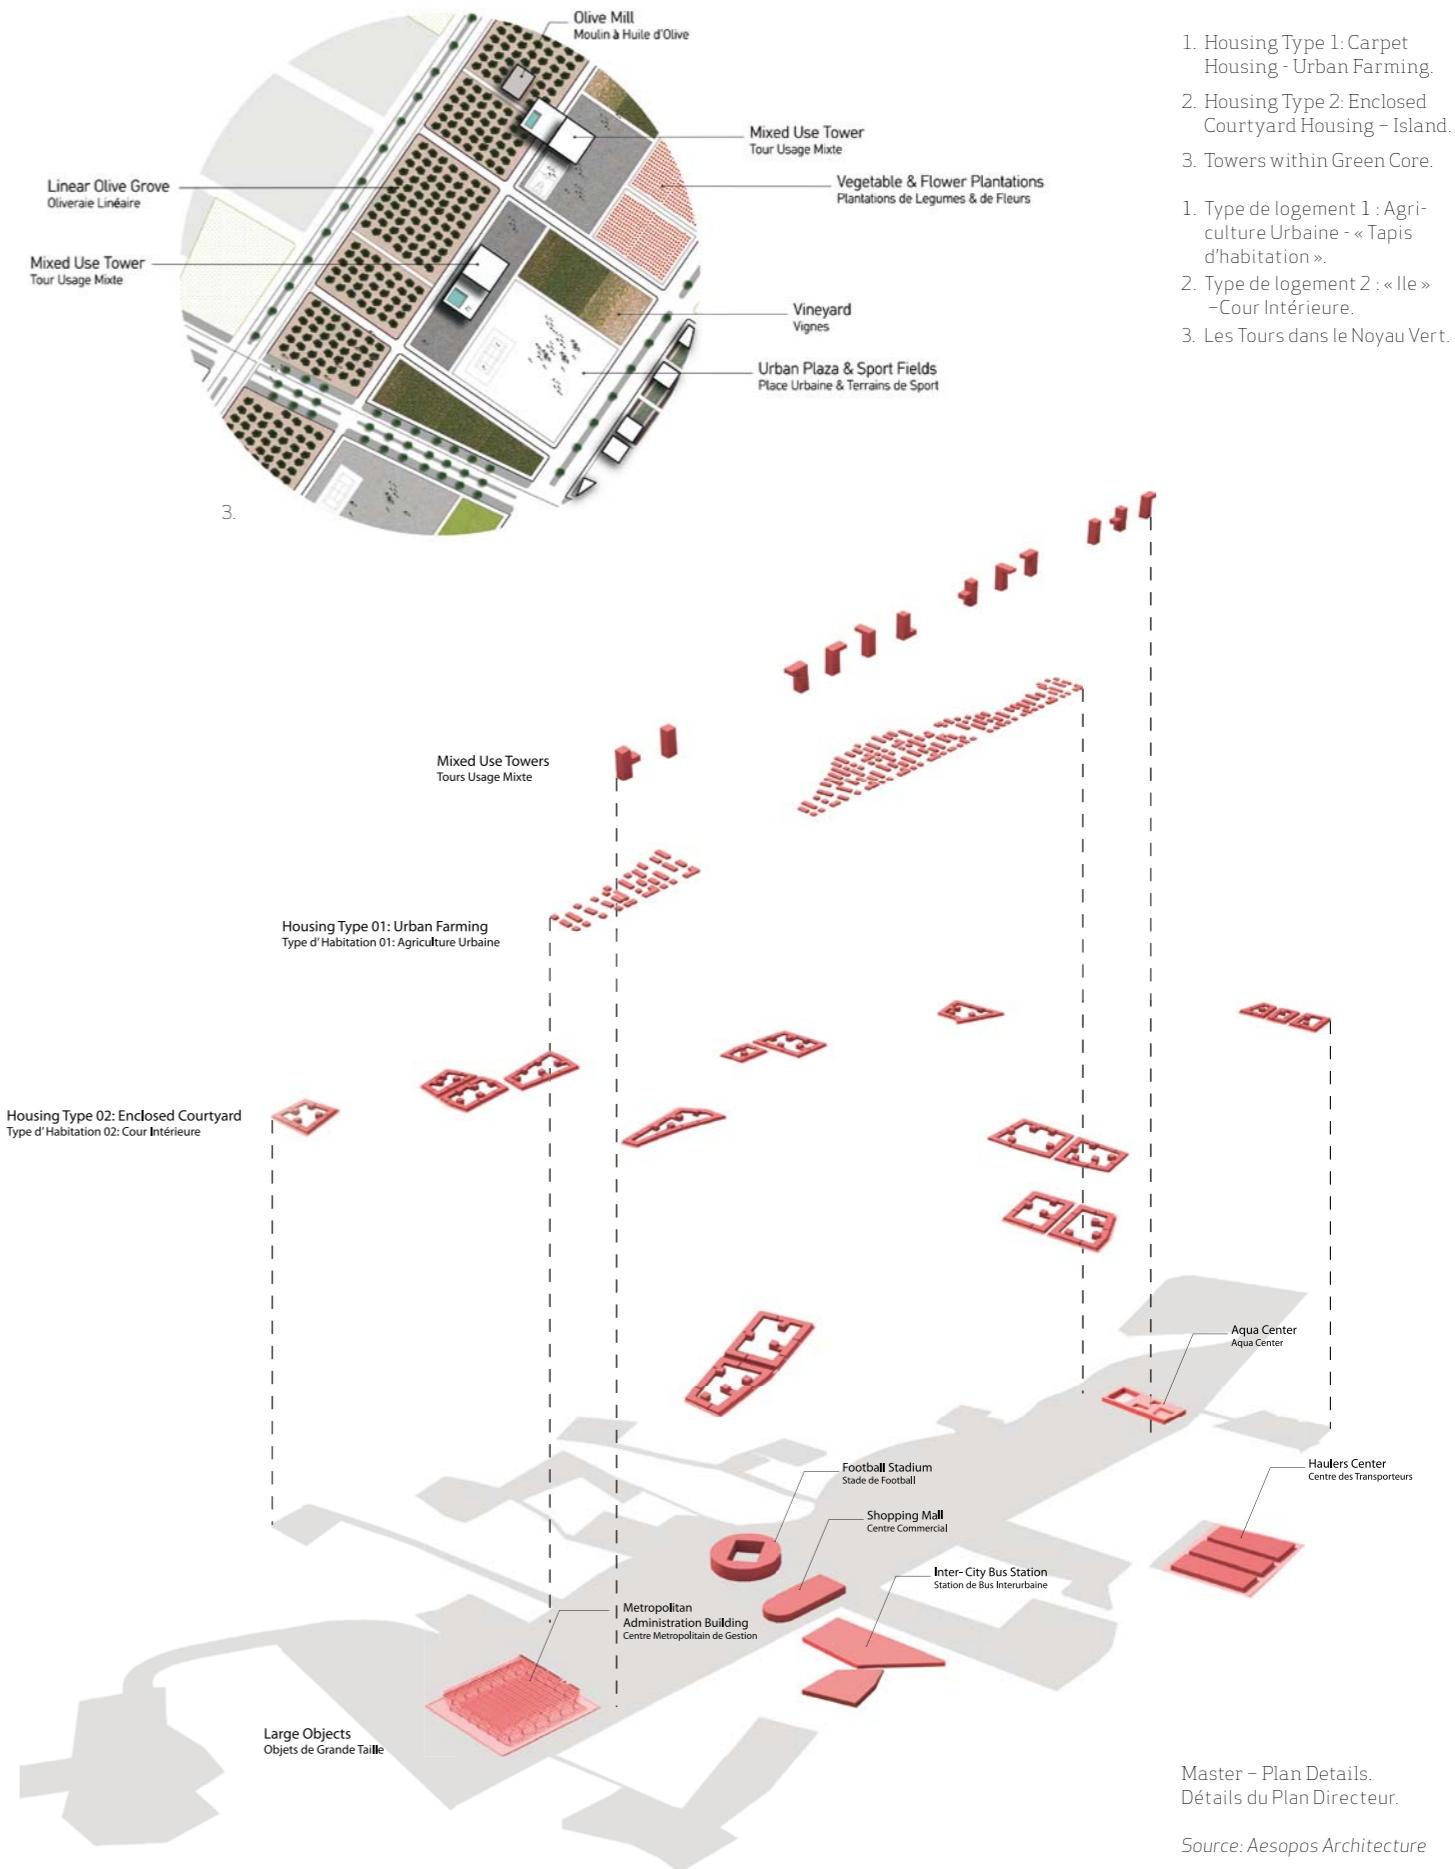 Olive Mill
Moulin à Huile d'Olive
Mixed Use Tower
Tour Usage Mixte
Vegetable & Flower Plantations
Plantations de Legumes & de Fleurs
Linear Olive Grove
Oliveraie Linéaire
Mixed Use Tower
Tour Usage Mixte
Vineyard
Vignes
Urban Plaza & Sport Fields
Place Urbaine & Terrains de Sport
3.
1. Housing Type 1: Carpet
Housing - Urban Farming.
2. Housing Type 2: Enclosed
Courtyard Housing – Island.
3. Towers within Green Core.
1. Type de logement 1 : Agri-
culture Urbaine - « Tapis
d'habitation ».
2. Type de logement 2 : « Ile »
–Cour Intérieure.
3. Les Tours dans le Noyau Vert.
Mixed Use Towers
Tours Usage Mixte
Housing Type 01: Urban Farming
Type d' Habitation 01: Agriculture Urbaine
Housing Type 02: Enclosed Courtyard
Type d' Habitation 02: Cour Intérieure
Aqua Center
Aqua Center
Football Stadium
Stade de Football
Haulers Center
Centre des Transporteurs
Shopping Mall
Centre Commercial
Inter- City Bus Station
Station de Bus Interurbaine
Metropolitan
Administration Building
Centre Metropolitain de Gestion
Large Objects
Objets de Grande Taille
Master – Plan Details.
Détails du Plan Directeur.
Source: Aesopos Architecture